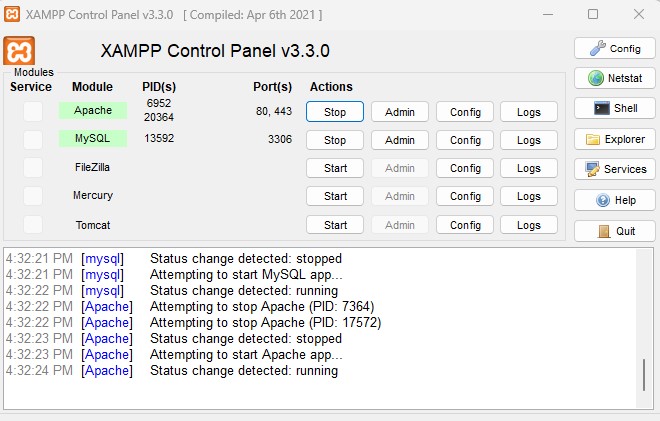 XAMPP Control Panel v3.3.0 [ Compiled: Apr 6th 2021 ]
XAMPP Control Panel v3.3.0
Config
Modules
Service Module PID(s) Port(s) Actions
Netstat
Apache 6952 20364 80, 443 Stop Admin Config Logs
Shell
MySQL 13592 3306 Stop Admin Config Logs
Explorer
FileZilla Start Admin Config Logs
Services
Mercury Start Admin Config Logs
Help
Tomcat Start Admin Config Logs
Quit
4:32:21 PM [mysql] Status change detected: stopped
4:32:21 PM [mysql] Attempting to start MySQL app...
4:32:22 PM [mysql] Status change detected: running
4:32:22 PM [Apache] Attempting to stop Apache (PID: 7364)
4:32:22 PM [Apache] Attempting to stop Apache (PID: 17572)
4:32:23 PM [Apache] Status change detected: stopped
4:32:23 PM [Apache] Attempting to start Apache app...
4:32:24 PM [Apache] Status change detected: running